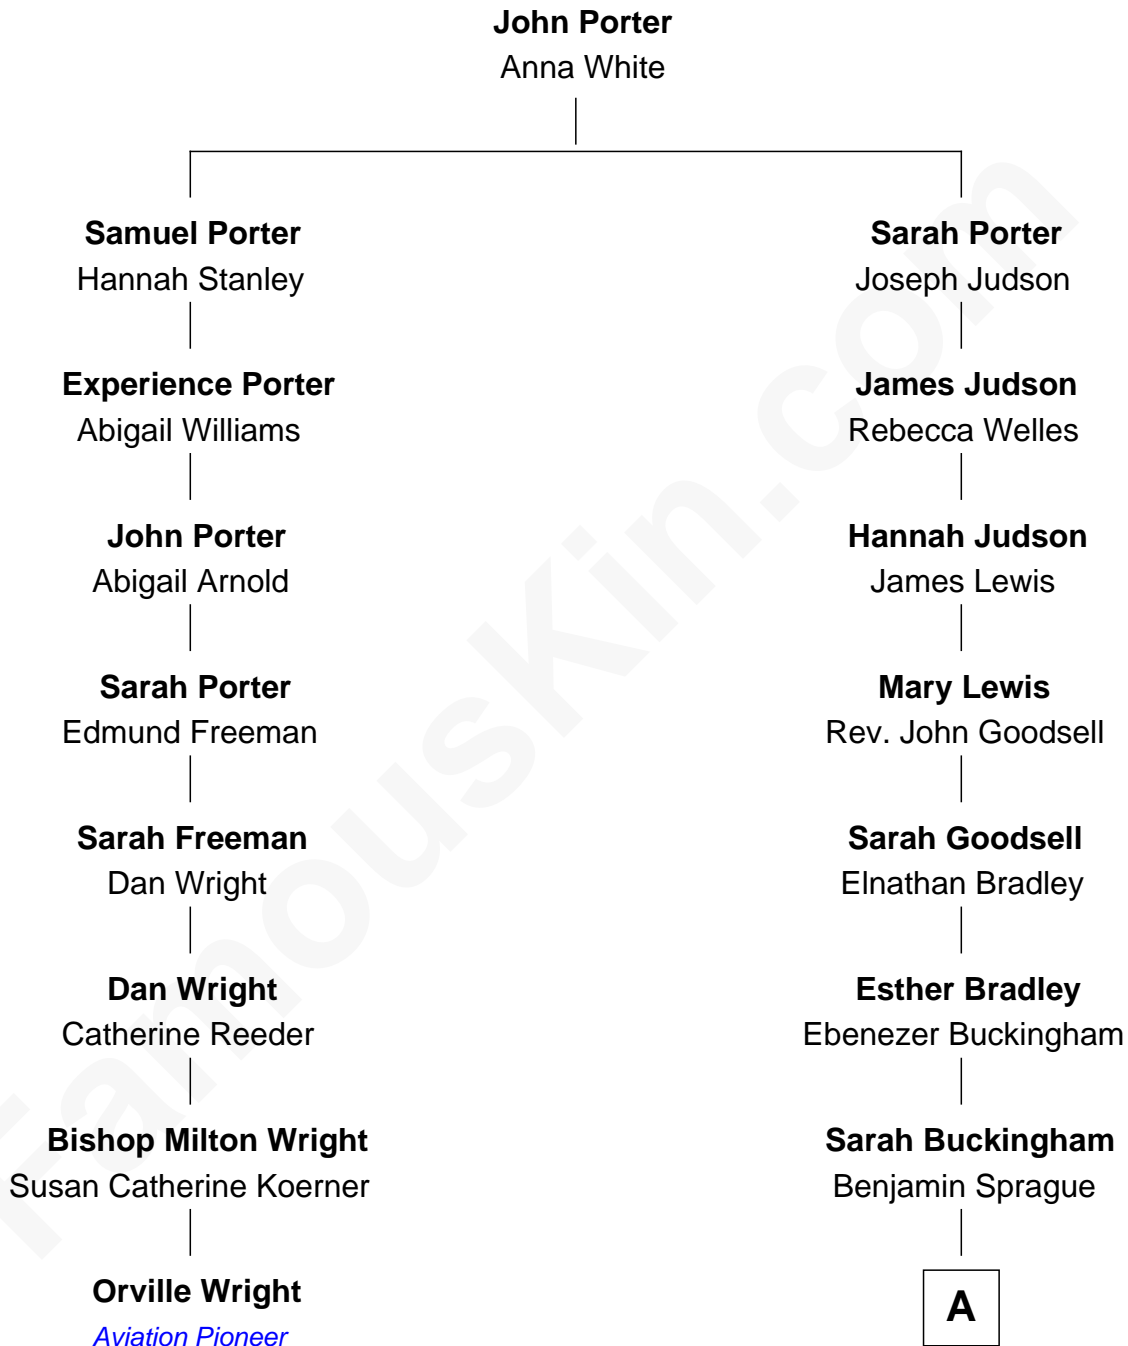 John Porter
Anna White
Samuel Porter
Hannah Stanley
Sarah Porter
Joseph Judson
Experience Porter
Abigail Williams
James Judson
Rebecca Welles
John Porter
Abigail Arnold
Hannah Judson
James Lewis
Sarah Porter
Edmund Freeman
Mary Lewis
Rev. John Goodsell
Sarah Freeman
Dan Wright
Sarah Goodsell
Elnathan Bradley
Dan Wright
Catherine Reeder
Esther Bradley
Ebenezer Buckingham
Bishop Milton Wright
Susan Catherine Koerner
Sarah Buckingham
Benjamin Sprague
Orville Wright
Aviation Pioneer
A
FamousKin.com